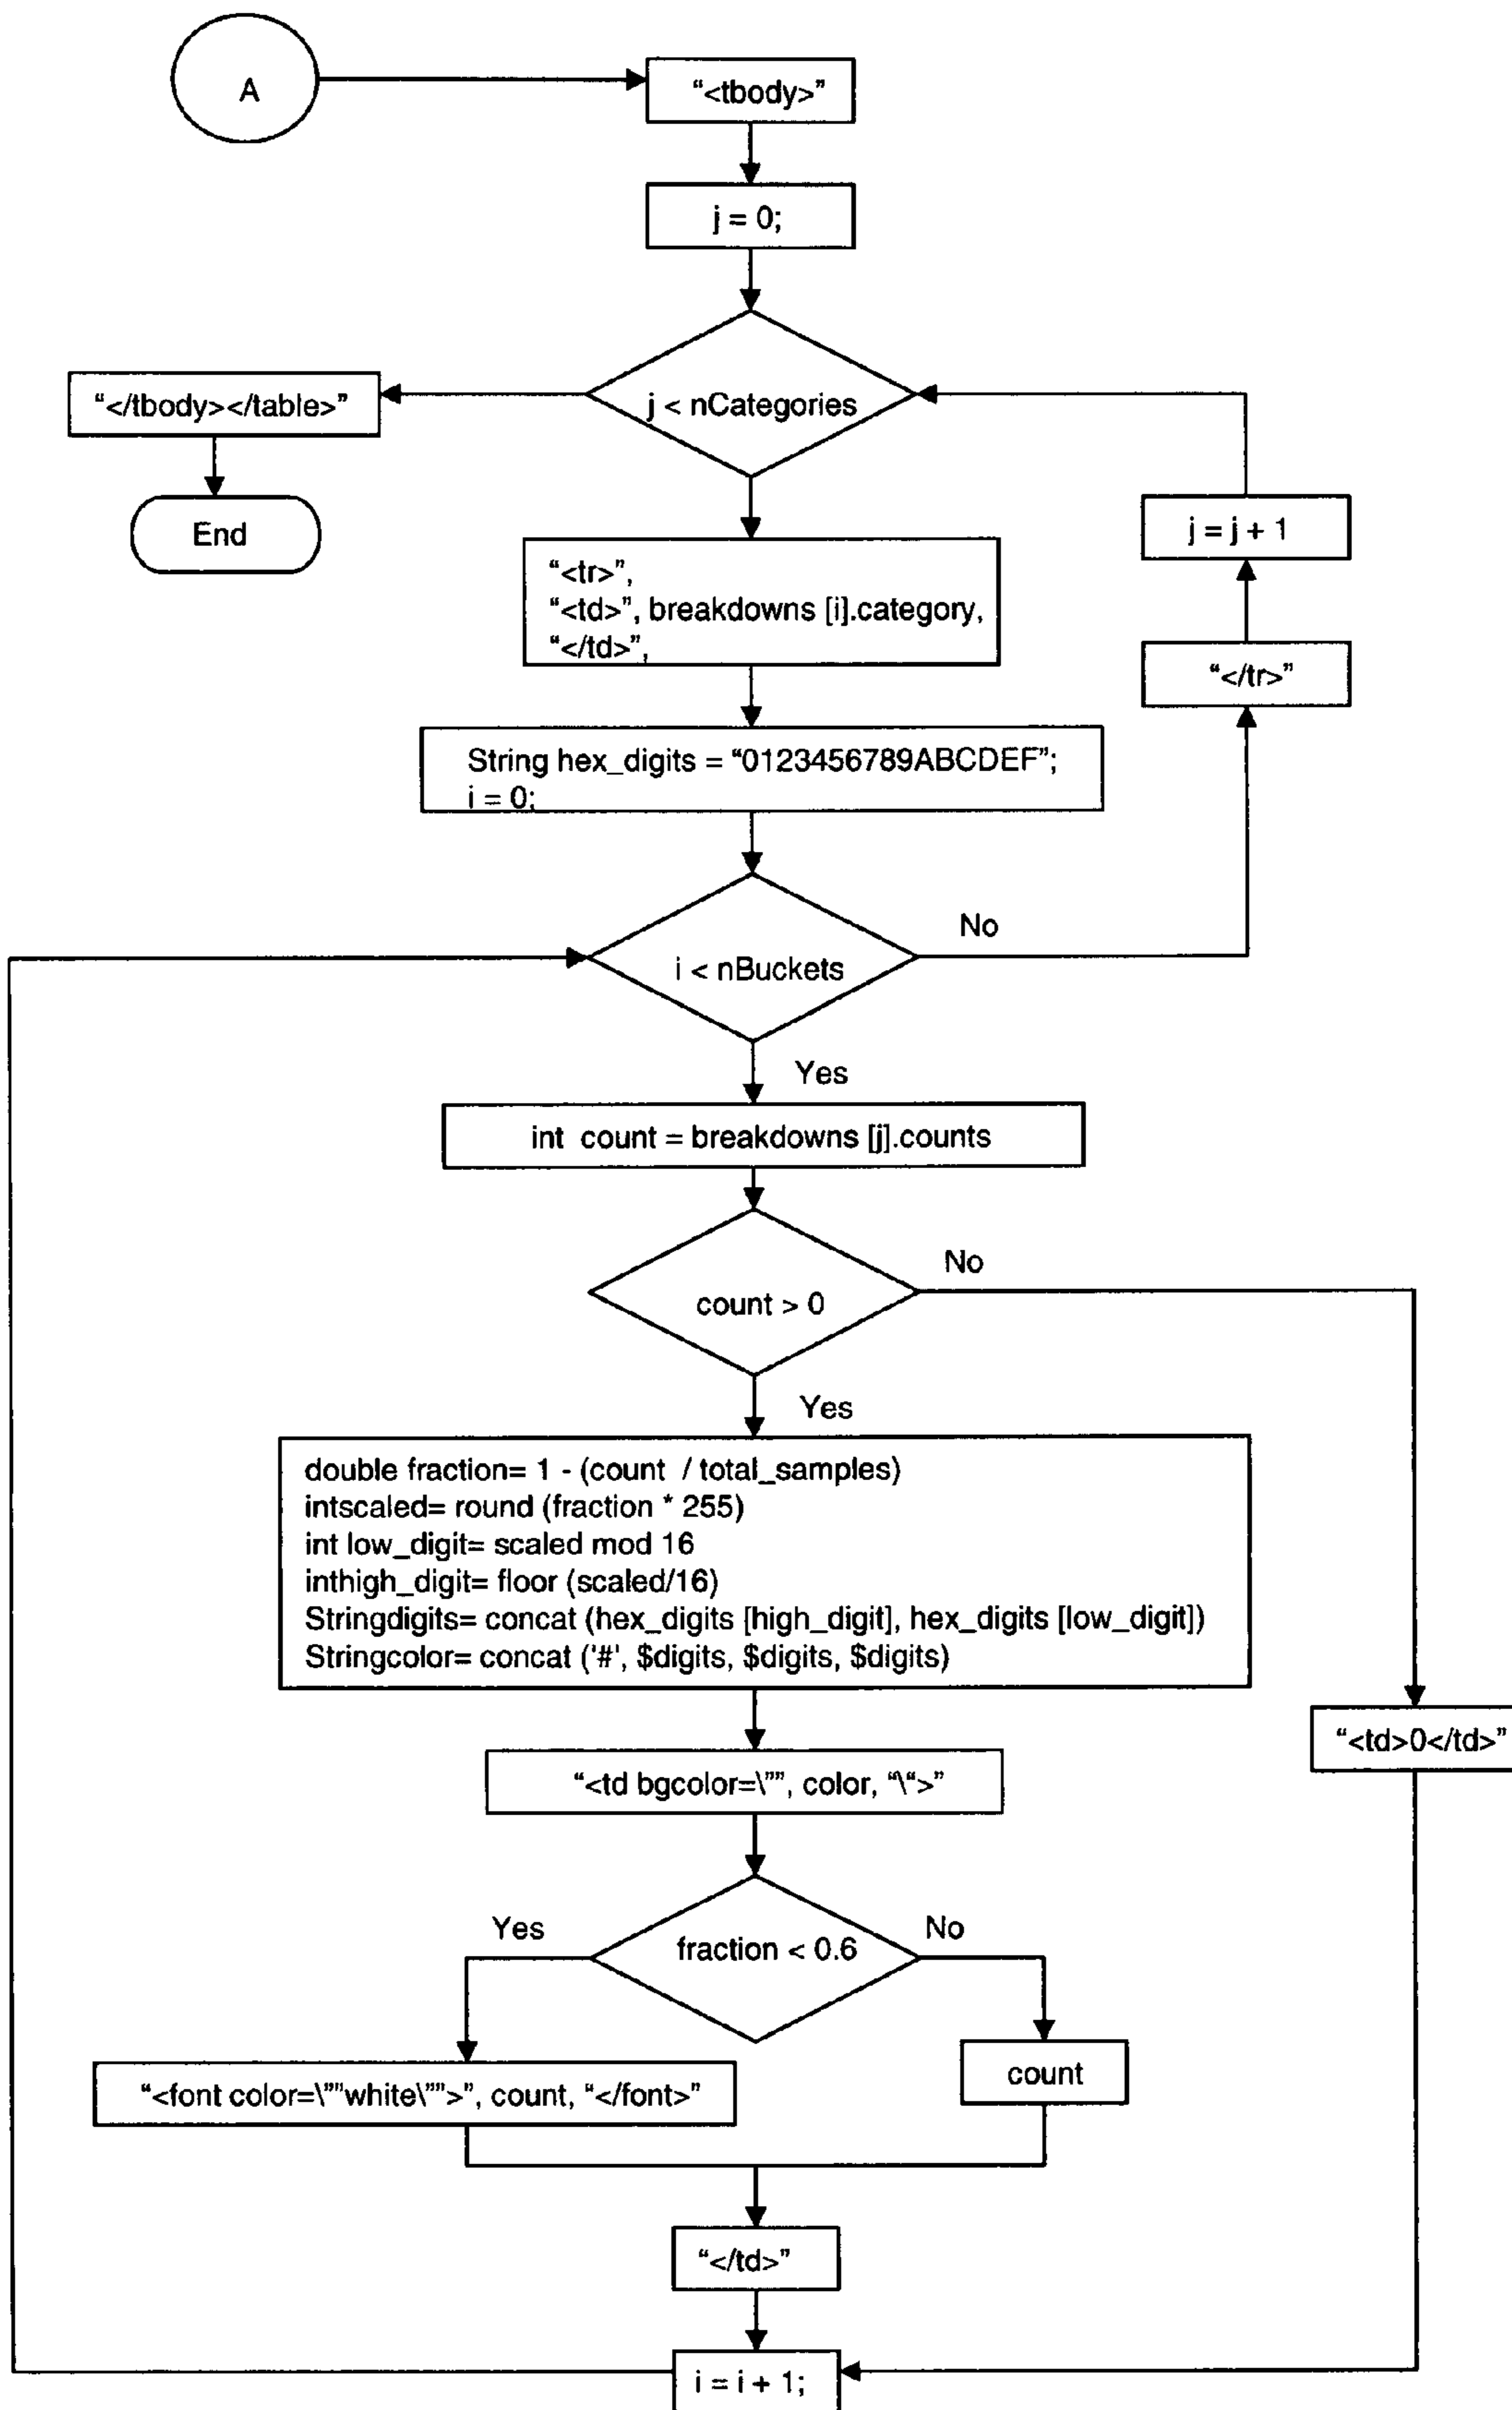 A
“<tbody>”
j = 0;
j < nCategories
“</tbody></table>”
End
j = j + 1
“<tr>”,
“<td>”, breakdowns [i].category,
“</td>”,
“</tr>”
String hex_digits = “0123456789ABCDEF”;
i = 0;
No
i < nBuckets
Yes
int count = breakdowns [j].counts
No
count > 0
Yes
double fraction= 1 - (count / total_samples)
intscaled= round (fraction * 255)
int low_digit= scaled mod 16
inthigh_digit= floor (scaled/16)
Stringdigits= concat (hex_digits [high_digit], hex_digits [low_digit])
Stringcolor= concat ('#', $digits, $digits, $digits)
“<td>0</td>”
“<td bgcolor=\””, color, “\“>”
Yes
No
fraction < 0.6
“<font color=\””white\””>”, count, “</font>”
count
“</td>”
i = i + 1;